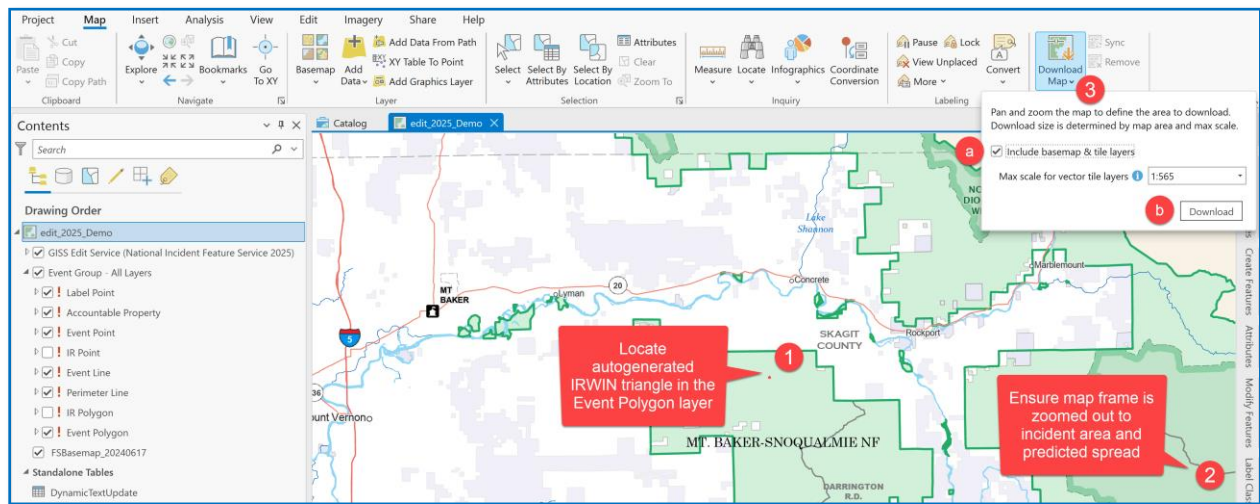 Project Map Insert Analysis View Edit Imagery Share Help
Cut
Copy
Copy Path
Paste
Clipboard
Explore
Bookmarks
Go
To XY
Navigate
Basemap
Add
Data
Add Data From Path
XY Table To Point
Add Graphics Layer
Layer
Select
Select By
Attributes
Select By
Location
Attributes
Clear
Zoom To
Selection
Measure
Locate
Infographics
Coordinate
Conversion
Inquiry
Pause
Lock
View Unplaced
More
Convert
Labeling
Download
Map
Sync
Remove
3
Pan and zoom the map to define the area to download.
Download size is determined by map area and max scale.
a
Include basemap & tile layers
Max scale for vector tile layers
1:565
b
Download
Contents
Search
Drawing Order
edit_2025_Demo
GISS Edit Service (National Incident Feature Service 2025)
Event Group - All Layers
! Label Point
! Accountable Property
! Event Point
! IR Point
! Event Line
! Perimeter Line
! IR Polygon
! Event Polygon
FSBasemap_20240617
Standalone Tables
DynamicTextUpdate
Catalog
edit_2025_Demo
Lake
Shannon
MT
BAKER
Lyman
20
Concrete
Marblemount
Rockport
SKAGIT
COUNTY
5
36
unt Vernon
MT. BAKER-SNOQUALMIE NF
DARRINGTON
R.D.
1
Locate
autogenerated
IRWIN triangle in the
Event Polygon layer
Ensure map frame is
zoomed out to
incident area and
predicted spread
2
Create Features
Attributes
Modify Features